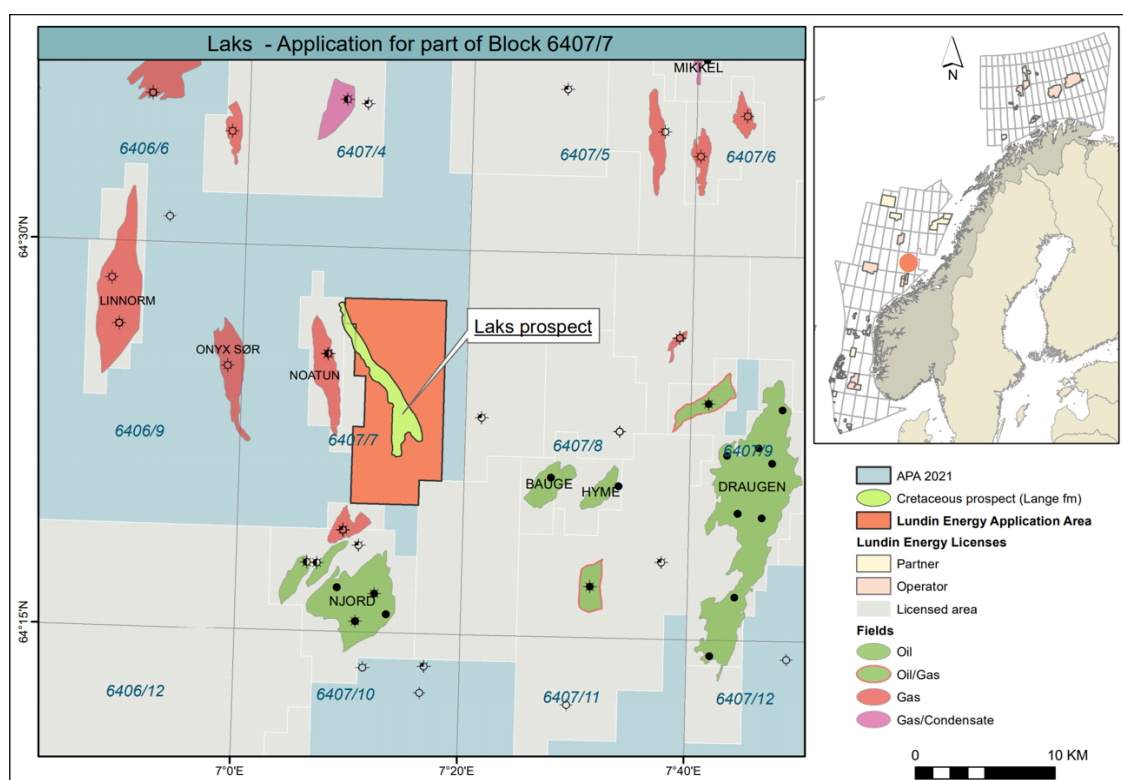 Laks - Application for part of Block 6407/7
MIKKEL
6406/6
6407/4
6407/5
6407/6
64°30'N
LINNORM
Laks prospect
ONYX SØR
NOATUN
6406/9
6407/7
6407/8
6407/9
BAUGE
HYME
DRAUGEN
NJORD
64°15'N
6406/12
6407/10
6407/11
6407/12
7°0'E
7°20'E
7°40'E
N
APA 2021
Cretaceous prospect (Lange fm)
Lundin Energy Application Area
Lundin Energy Licenses
Partner
Operator
Licensed area
Fields
Oil
Oil/Gas
Gas
Gas/Condensate
0 10 KM